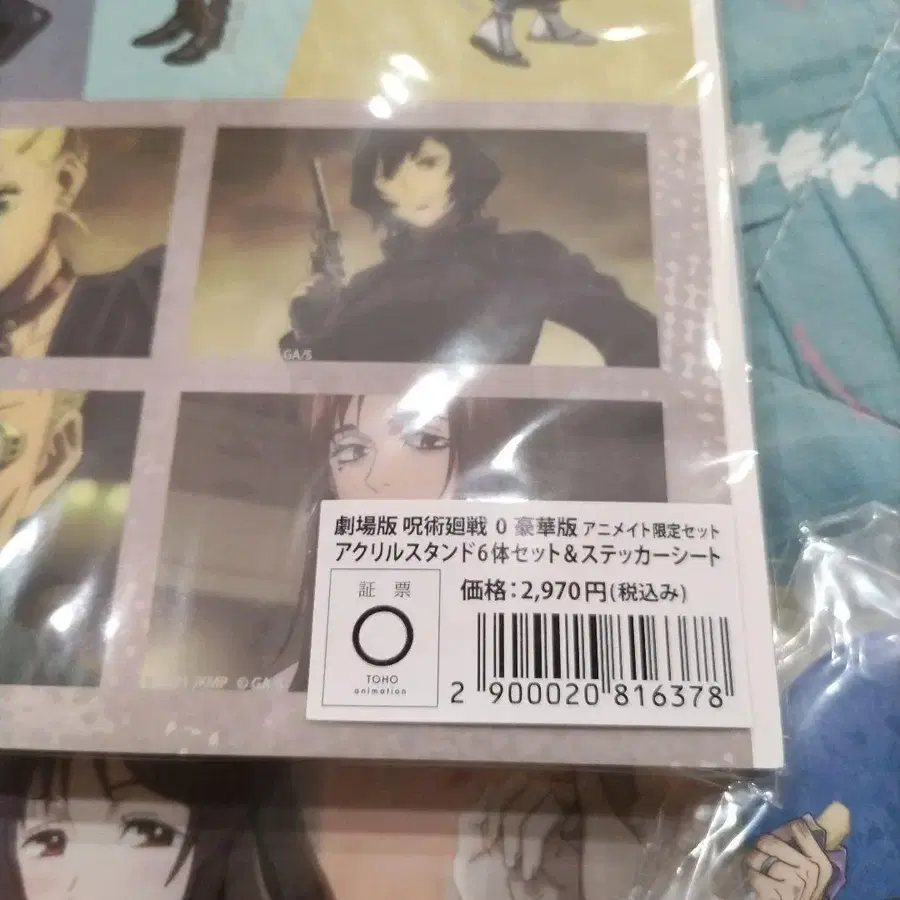 GA/S
劇場版 呪術廻戦 0 豪華版 アニメイト限定セット
アクリルスタンド6体セット&ステッカーシート
証票
TOHO
animation
価格:2,970円(税込み)
2 900020 816378
JKMP ©GA